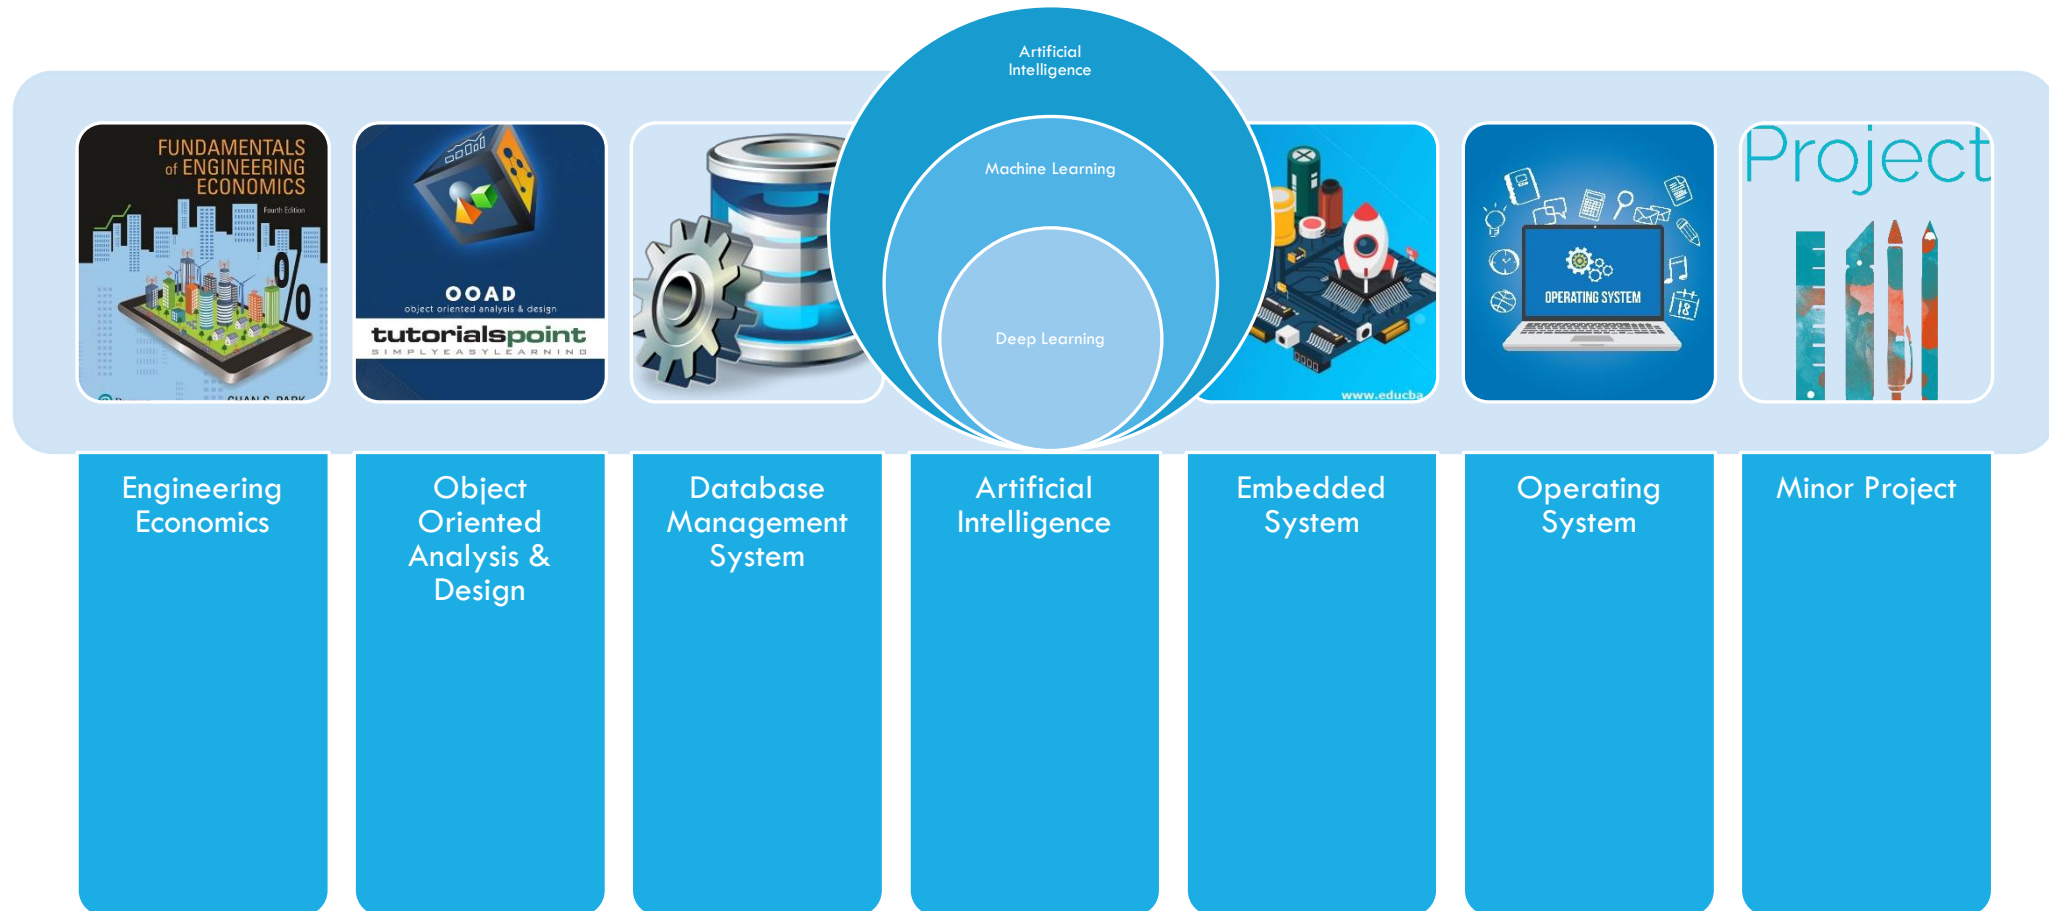 Artificial
Intelligence
Machine Learning
Deep Learning
FUNDAMENTALS
of ENGINEERING
ECONOMICS
Fourth Edition
%
OOAD
object oriented analysis & design
tutorialspoint
SIMPLYEASYLEARNING
www.educba
OPERATING SYSTEM
18
Project
Engineering
Economics
Object
Oriented
Analysis &
Design
Database
Management
System
Artificial
Intelligence
Embedded
System
Operating
System
Minor Project